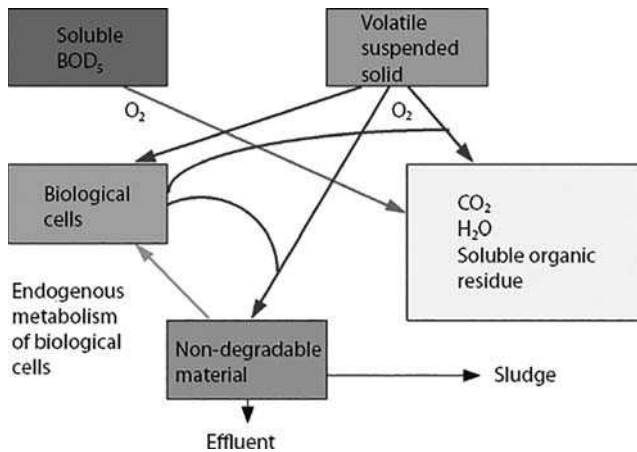 Soluble
BOD₅
Volatile
suspended
solid
O₂
O₂
Biological
cells
CO₂
H₂O
Soluble organic
residue
Endogenous
metabolism
of biological
cells
Non-degradable
material
Sludge
Effluent